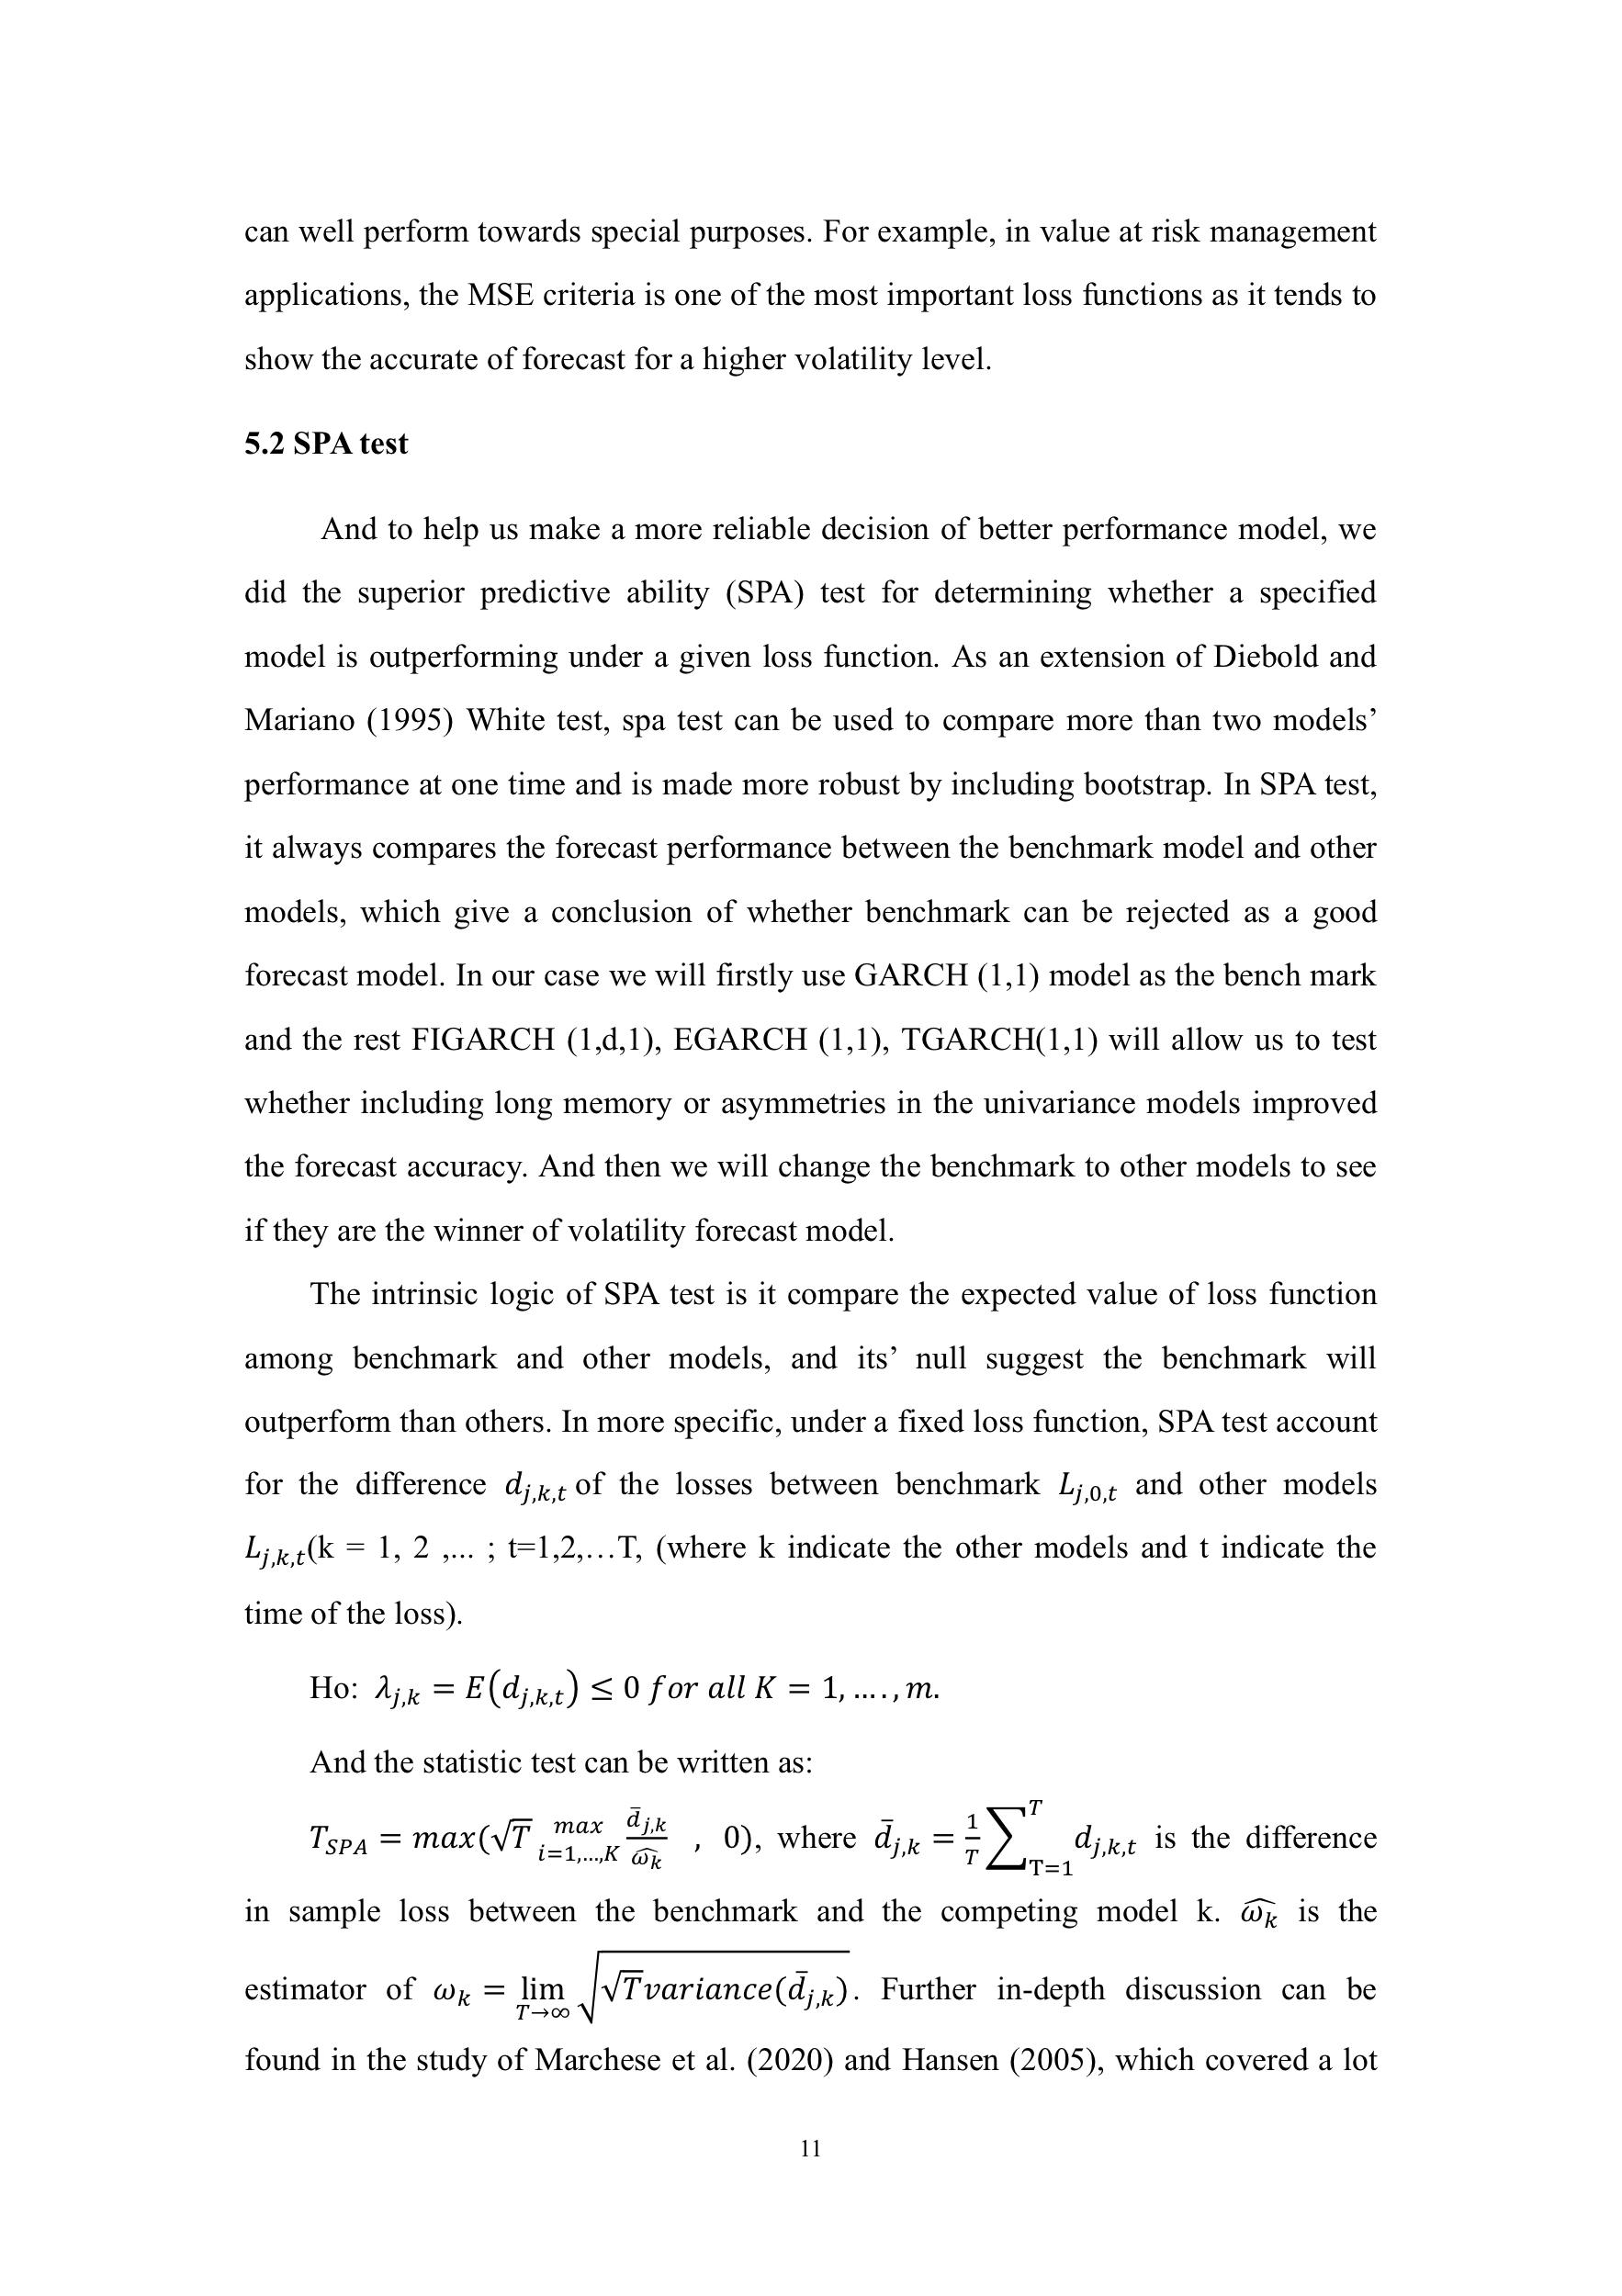 can well perform towards special purposes. For example, in value at risk management
applications, the MSE criteria is one of the most important loss functions as it tends to
show the accurate of forecast for a higher volatility level.
5.2 SPA test
And to help us make a more reliable decision of better performance model, we
did the superior predictive ability (SPA) test for determining whether a specified
model is outperforming under a given loss function. As an extension of Diebold and
Mariano (1995) White test, spa test can be used to compare more than two models’
performance at one time and is made more robust by including bootstrap. In SPA test,
it always compares the forecast performance between the benchmark model and other
models, which give a conclusion of whether benchmark can be rejected as a good
forecast model. In our case we will firstly use GARCH (1,1) model as the bench mark
and the rest FIGARCH (1,d,1), EGARCH (1,1), TGARCH(1,1) will allow us to test
whether including long memory or asymmetries in the univariance models improved
the forecast accuracy. And then we will change the benchmark to other models to see
if they are the winner of volatility forecast model.
The intrinsic logic of SPA test is it compare the expected value of loss function
among benchmark and other models, and its’ null suggest the benchmark will
outperform than others. In more specific, under a fixed loss function, SPA test account
for the difference $d_{j,k,t}$ of the losses between benchmark $L_{j,0,t}$ and other models
$L_{j,k,t}$(k = 1, 2 ,... ; t=1,2,…T, (where k indicate the other models and t indicate the
time of the loss).
Ho: $\lambda_{j,k} = E(d_{j,k,t}) \leq 0 \; for \; all \; K = 1, \dots., m.$
And the statistic test can be written as:
$T_{SPA} = max(\sqrt{T} \max_{i=1,…,K} \frac{\bar{d}_{j,k}}{\widehat{\omega_k}} \; , \; 0)$, where $\bar{d}_{j,k} = \frac{1}{T} \sum_{T=1}^{T} d_{j,k,t}$ is the difference
in sample loss between the benchmark and the competing model k. $\widehat{\omega_k}$ is the
estimator of $\omega_k = \lim_{T \to \infty} \sqrt{\sqrt{T} variance(\bar{d}_{j,k})}$. Further in-depth discussion can be
found in the study of Marchese et al. (2020) and Hansen (2005), which covered a lot
11